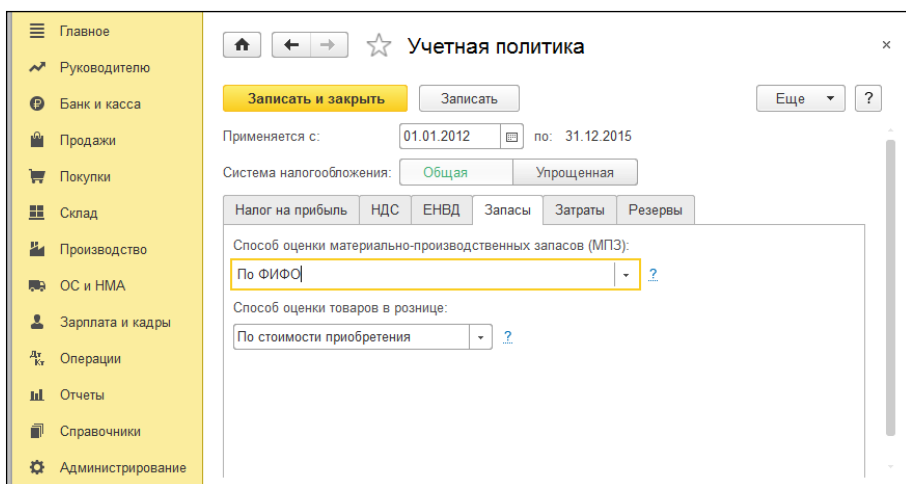 Главное
Руководителю
Банк и касса
Продажи
Покупки
Склад
Производство
ОС и НМА
Зарплата и кадры
Дт Кт Операции
Отчеты
Справочники
Администрирование
Учетная политика ×
Записать и закрыть Записать Еще ?
Применяется с: 01.01.2012 по: 31.12.2015
Система налогообложения: Общая Упрощенная
Налог на прибыль НДС ЕНВД Запасы Затраты Резервы
Способ оценки материально-производственных запасов (МПЗ):
По ФИФО ?
Способ оценки товаров в рознице:
По стоимости приобретения ?